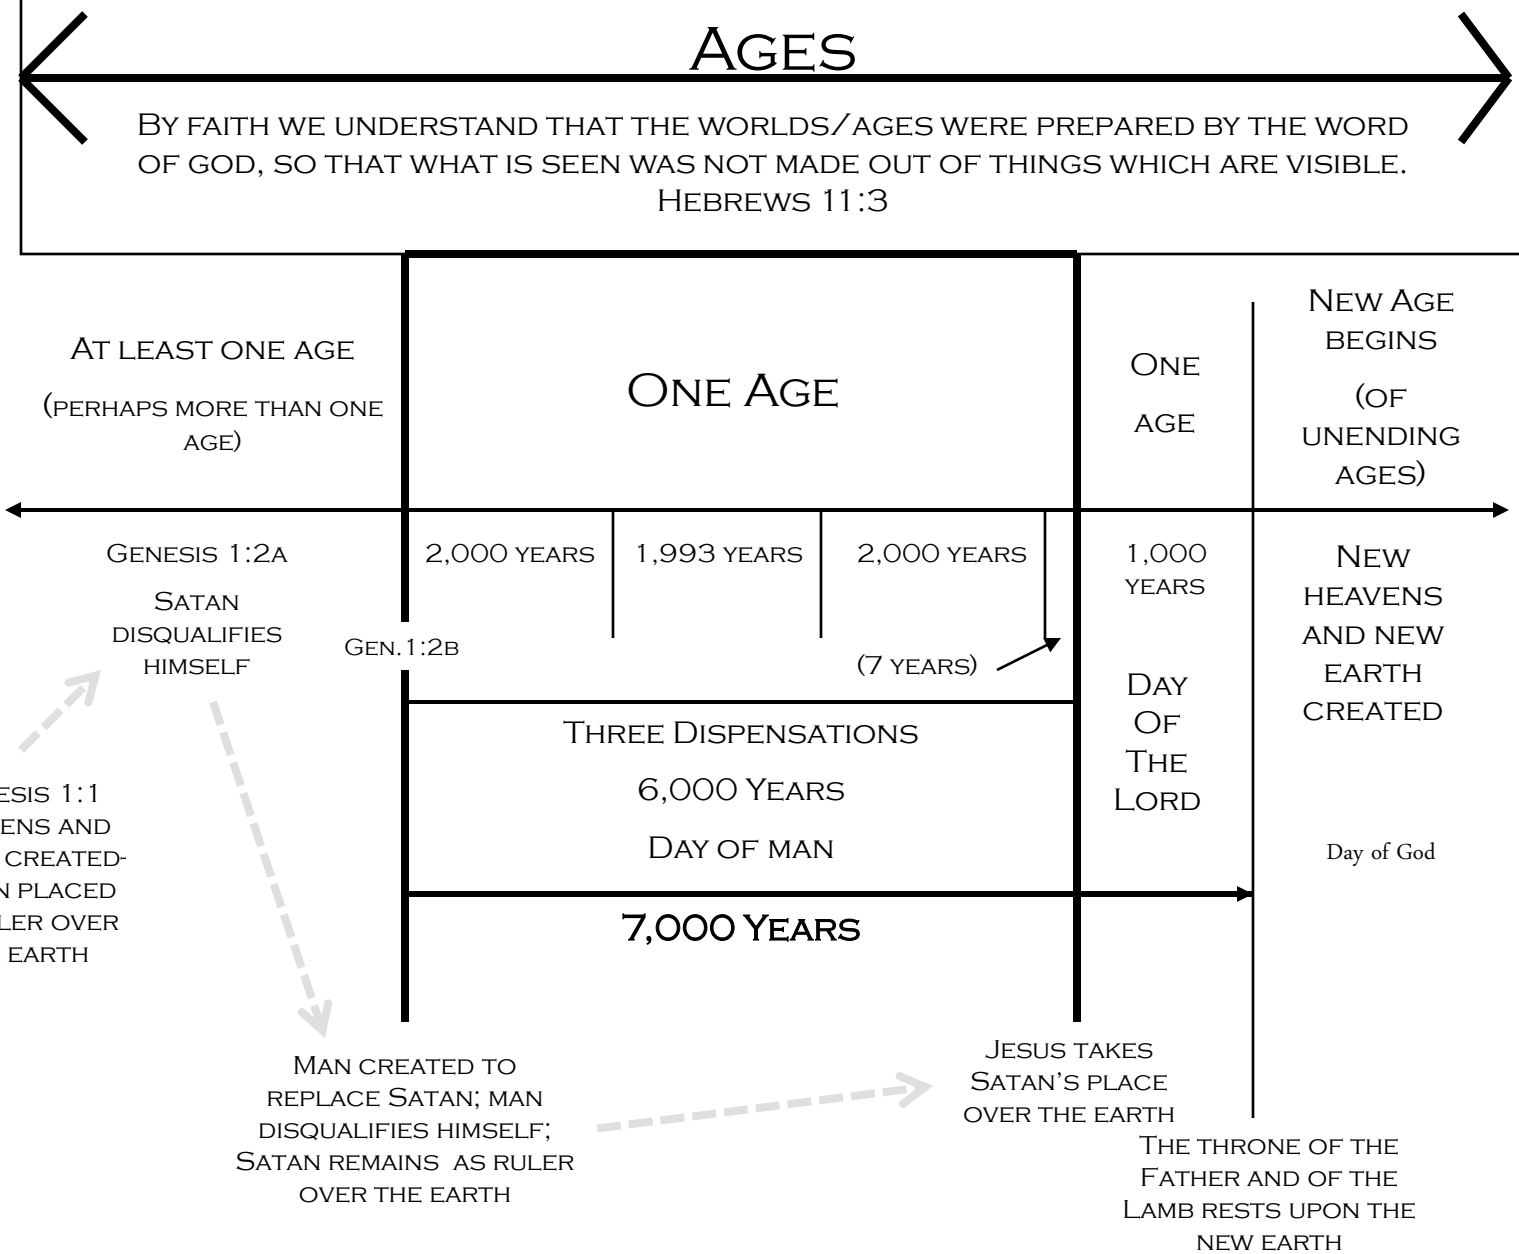 Ages
By faith we understand that the worlds/ages were prepared by the word
of god, so that what is seen was not made out of things which are visible.
Hebrews 11:3
At least one age
(perhaps more than one
age)
One Age
One
age
New Age
begins
(of
unending
ages)
Genesis 1:2a
Satan
disqualifies
himself
Gen.1:2b
2,000 years
1,993 years
2,000 years
(7 years)
1,000
years
Day
Of
The
Lord
New
heavens
and new
earth
created
Day of God
Three Dispensations
6,000 Years
Day of man
7,000 Years
esis 1:1
ens and
created-
n placed
ler over
earth
Man created to
replace Satan; man
disqualifies himself;
Satan remains as ruler
over the earth
Jesus takes
Satan's place
over the earth
The throne of the
Father and of the
Lamb rests upon the
new earth